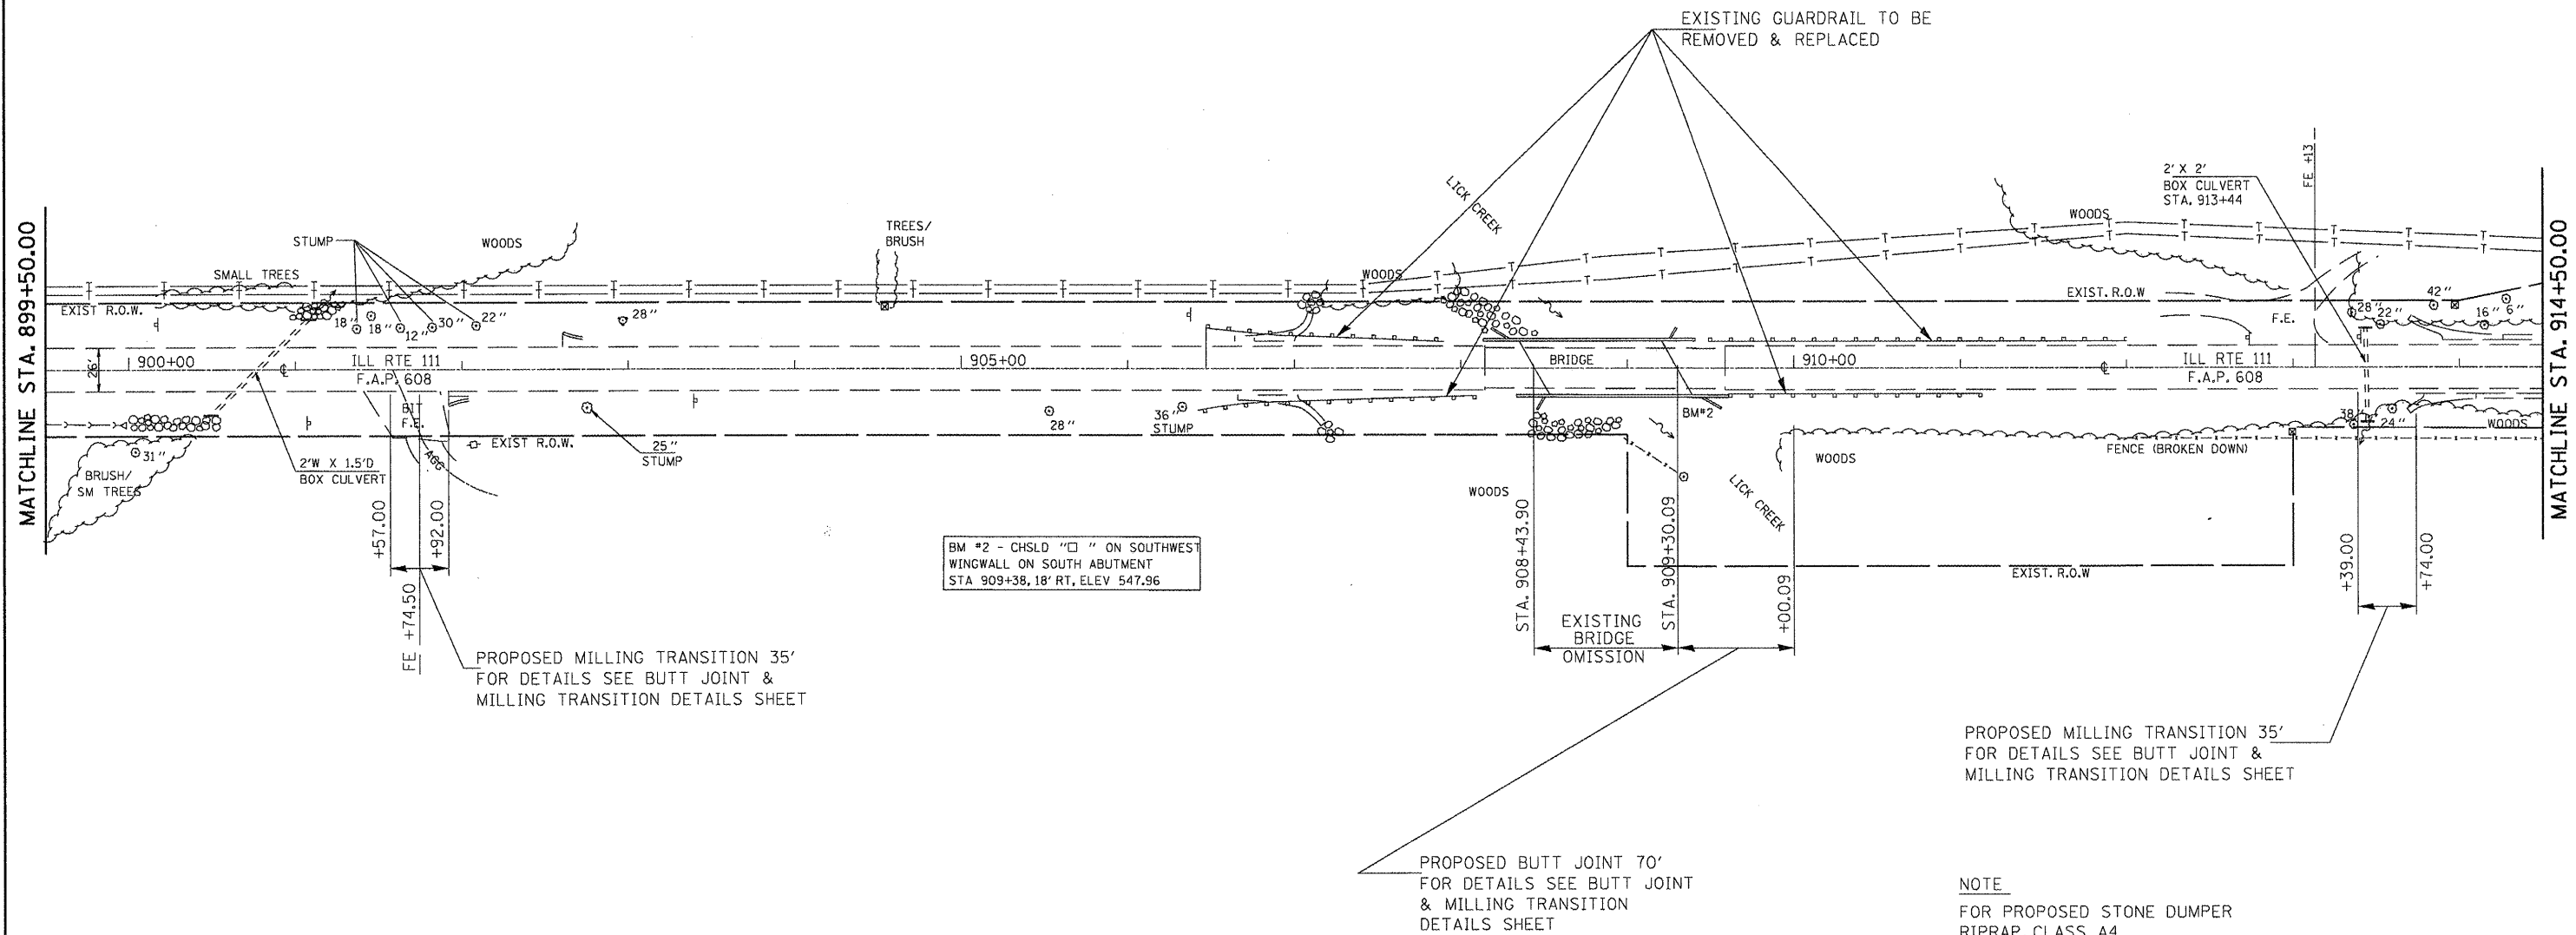 EXISTING GUARDRAIL TO BE
REMOVED & REPLACED
MATCHLINE STA. 899+50.00
STUMP
WOODS
SMALL TREES
EXIST R.O.W.
18"
18"
12"
30"
22"
28"
TREES/
BRUSH
LICK CREEK
WOODS
WOODS
2' X 2'
BOX CULVERT
STA. 913+44
FE +13
EXIST. R.O.W
F.E.
28"
22"
42"
16"
6"
MATCHLINE STA. 914+50.00
26'
900+00
℄
ILL RTE 111
F.A.P. 608
905+00
BRIDGE
910+00
℄
ILL RTE 111
F.A.P. 608
BIT
F.E.
AGG
EXIST R.O.W.
31"
BRUSH/
SM TREES
2'W X 1.5'D
BOX CULVERT
25"
STUMP
28"
36"
STUMP
BM#2
LICK CREEK
WOODS
WOODS
FENCE (BROKEN DOWN)
38"
24"
WOODS
+57.00
+92.00
FE +74.50
BM #2 - CHSLD "□ " ON SOUTHWEST
WINGWALL ON SOUTH ABUTMENT
STA 909+38, 18' RT, ELEV 547.96
STA. 908+43.90
STA. 909+30.09
+00.09
EXISTING
BRIDGE
OMISSION
EXIST. R.O.W
+39.00
+74.00
PROPOSED MILLING TRANSITION 35'
FOR DETAILS SEE BUTT JOINT &
MILLING TRANSITION DETAILS SHEET
PROPOSED MILLING TRANSITION 35'
FOR DETAILS SEE BUTT JOINT &
MILLING TRANSITION DETAILS SHEET
PROPOSED BUTT JOINT 70'
FOR DETAILS SEE BUTT JOINT
& MILLING TRANSITION
DETAILS SHEET
NOTE
FOR PROPOSED STONE DUMPER
RIPRAP CLASS A4